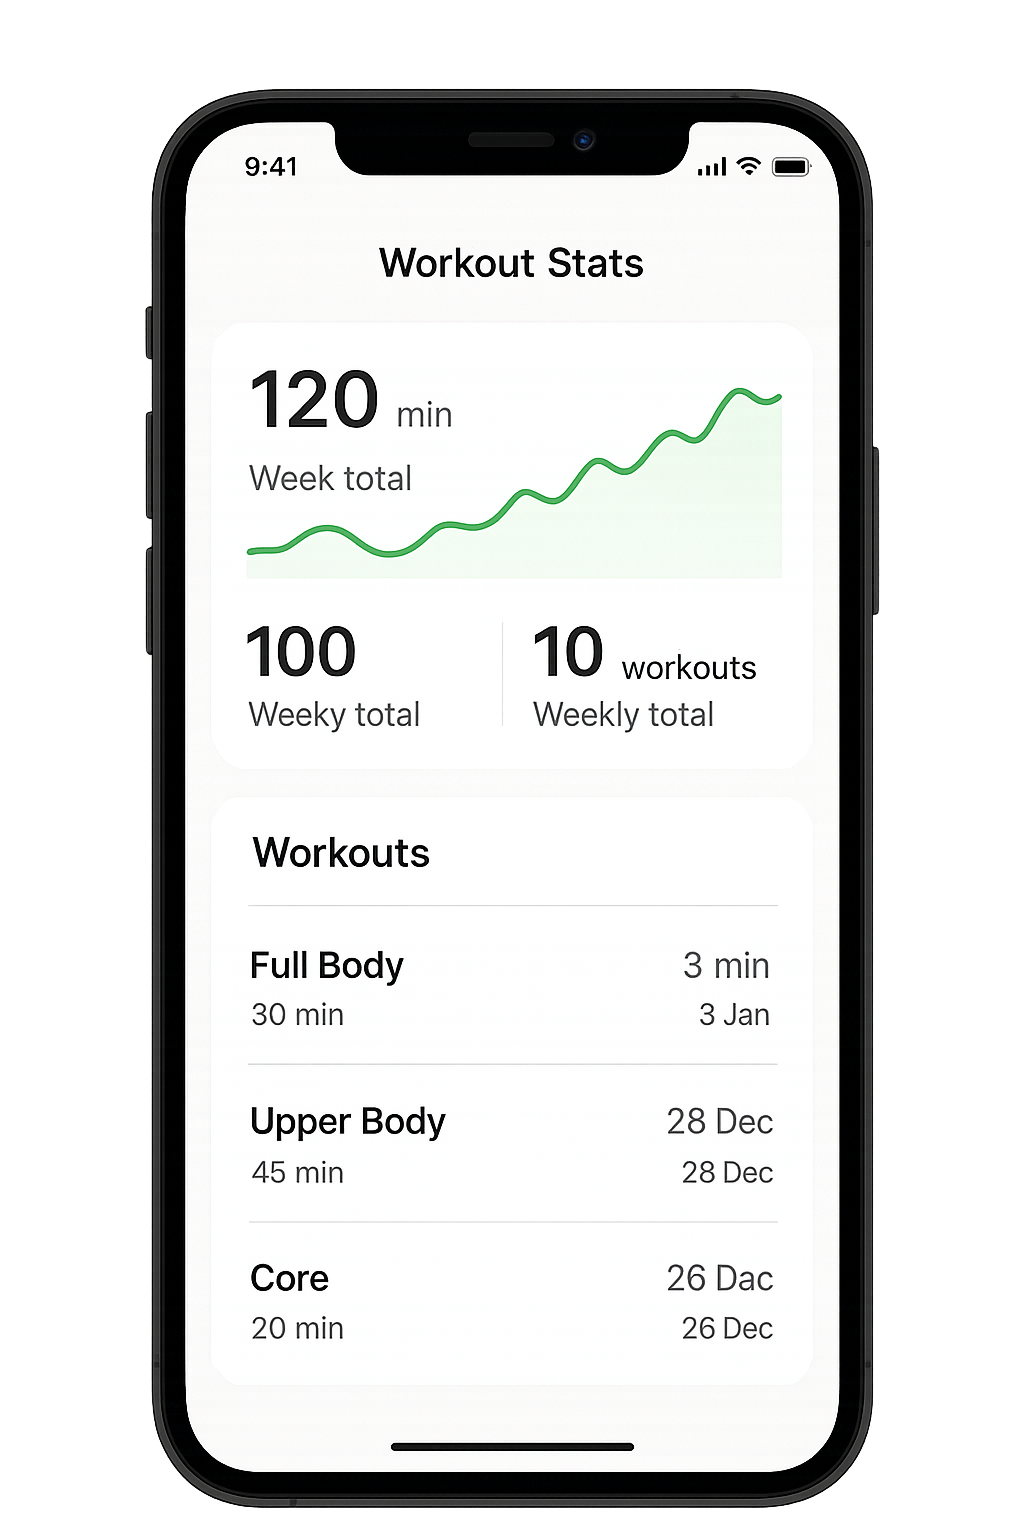 9:41
Workout Stats
120 min
Week total
100
Weeky total
10 workouts
Weekly total
Workouts
Full Body 3 min
30 min 3 Jan
Upper Body 28 Dec
45 min 28 Dec
Core 26 Dac
20 min 26 Dec